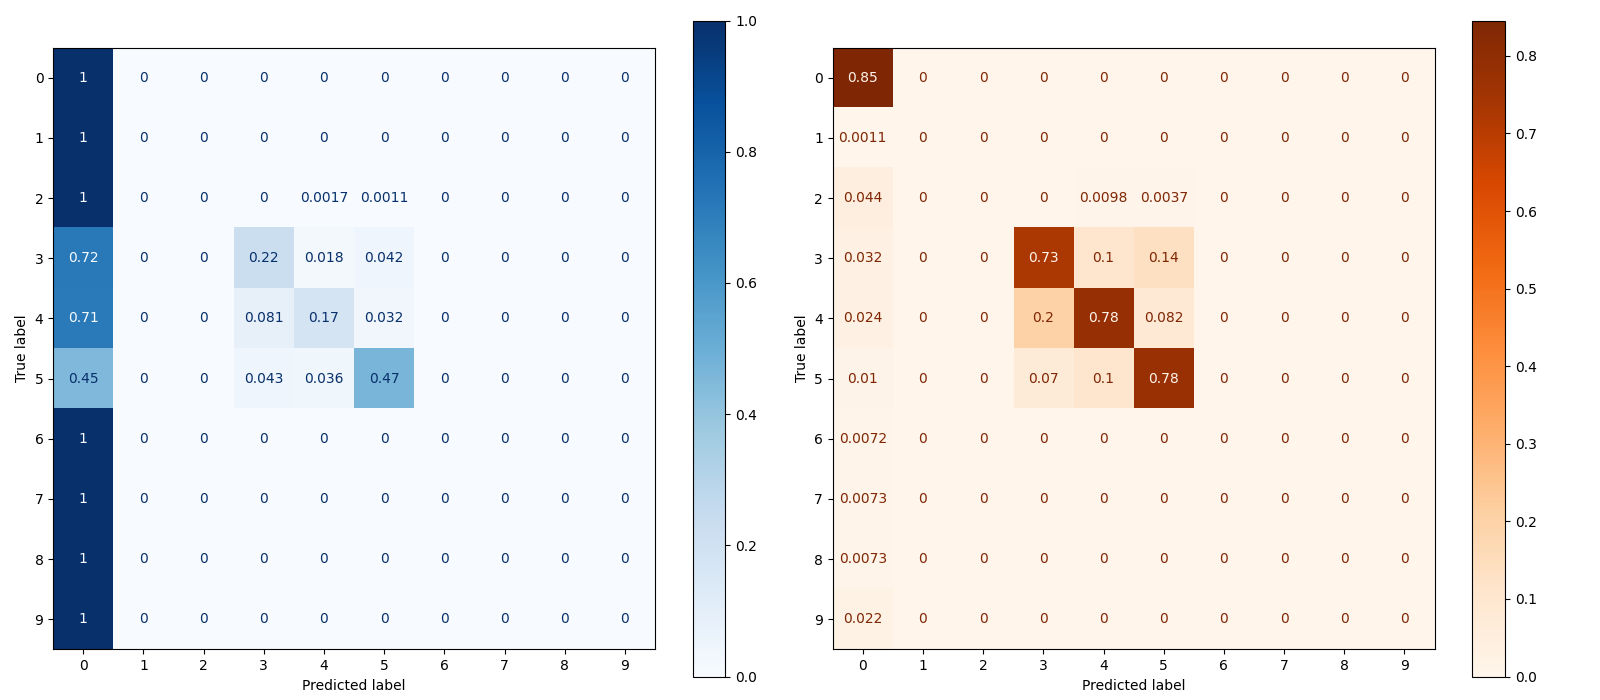 1.0
0.8
0 1 0 0 0 0 0 0 0 0 0
0 0.85 0 0 0 0 0 0 0 0 0
0.8
0.7
1 1 0 0 0 0 0 0 0 0 0
1 0.0011 0 0 0 0 0 0 0 0 0
2 1 0 0 0 0.0017 0.0011 0 0 0 0
2 0.044 0 0 0 0.0098 0.0037 0 0 0 0
0.6
0.6
3 0.72 0 0 0.22 0.018 0.042 0 0 0 0
3 0.032 0 0 0.73 0.1 0.14 0 0 0 0
0.5
4 0.71 0 0 0.081 0.17 0.032 0 0 0 0
4 0.024 0 0 0.2 0.78 0.082 0 0 0 0
True label
True label
0.4
0.4
5 0.45 0 0 0.043 0.036 0.47 0 0 0 0
5 0.01 0 0 0.07 0.1 0.78 0 0 0 0
6 1 0 0 0 0 0 0 0 0 0
6 0.0072 0 0 0 0 0 0 0 0 0
0.3
7 1 0 0 0 0 0 0 0 0 0
7 0.0073 0 0 0 0 0 0 0 0 0
0.2
0.2
8 1 0 0 0 0 0 0 0 0 0
8 0.0073 0 0 0 0 0 0 0 0 0
0.1
9 1 0 0 0 0 0 0 0 0 0
9 0.022 0 0 0 0 0 0 0 0 0
0.0
0.0
0 1 2 3 4 5 6 7 8 9
0 1 2 3 4 5 6 7 8 9
Predicted label
Predicted label